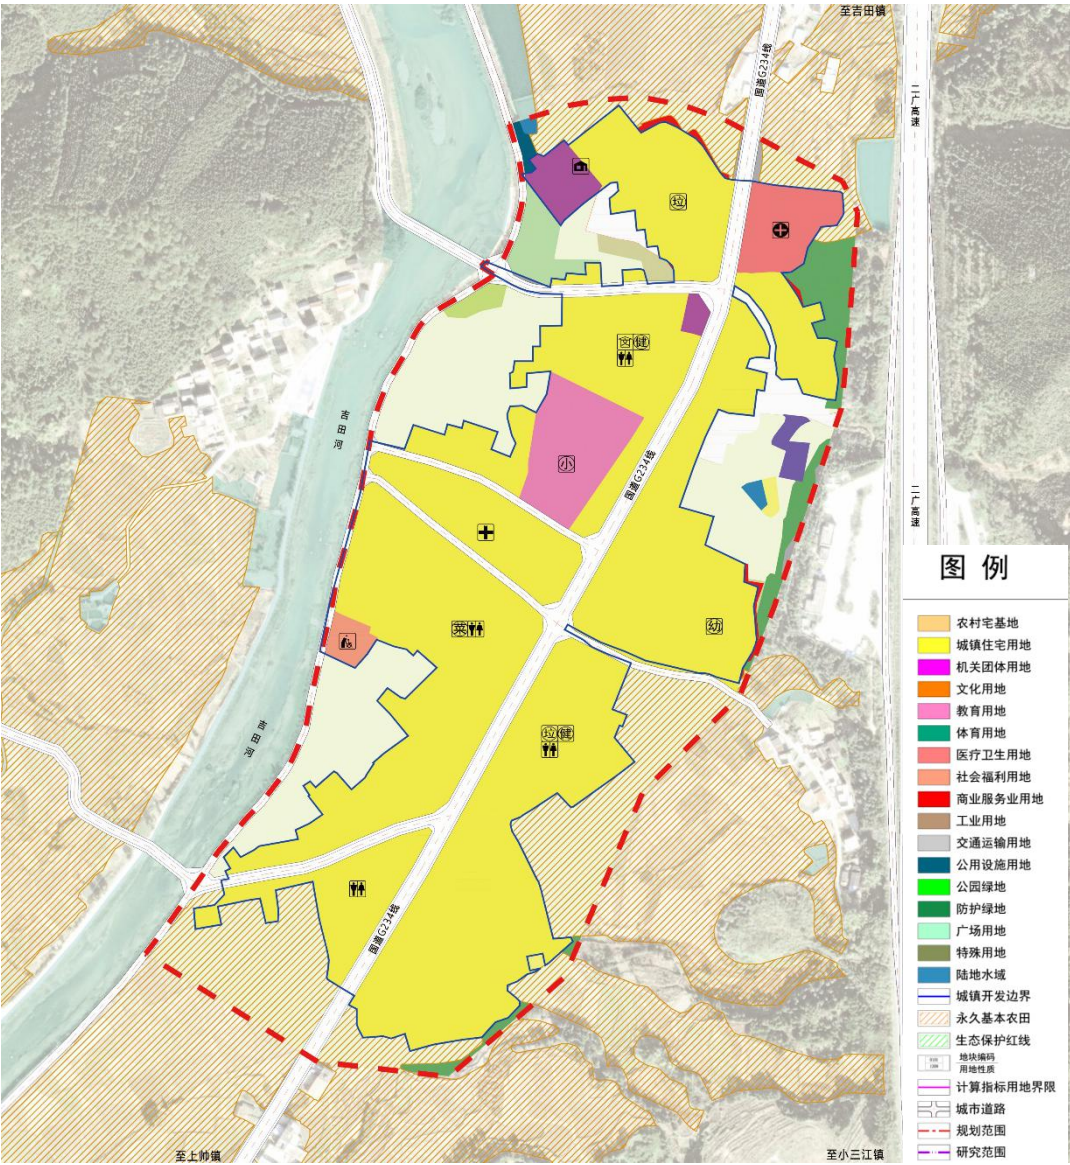 至吉田镇
国道G234线
二广高速
垃
健
小
吉田河
国道G234线
二广高速
菜
幼
吉田河
垃健
国道G234线
至上帅镇
至小三江镇
图例
农村宅基地
城镇住宅用地
机关团体用地
文化用地
教育用地
体育用地
医疗卫生用地
社会福利用地
商业服务业用地
工业用地
交通运输用地
公用设施用地
公园绿地
防护绿地
广场用地
特殊用地
陆地水域
城镇开发边界
永久基本农田
生态保护红线
地块编码
用地性质
计算指标用地界限
城市道路
规划范围
研究范围